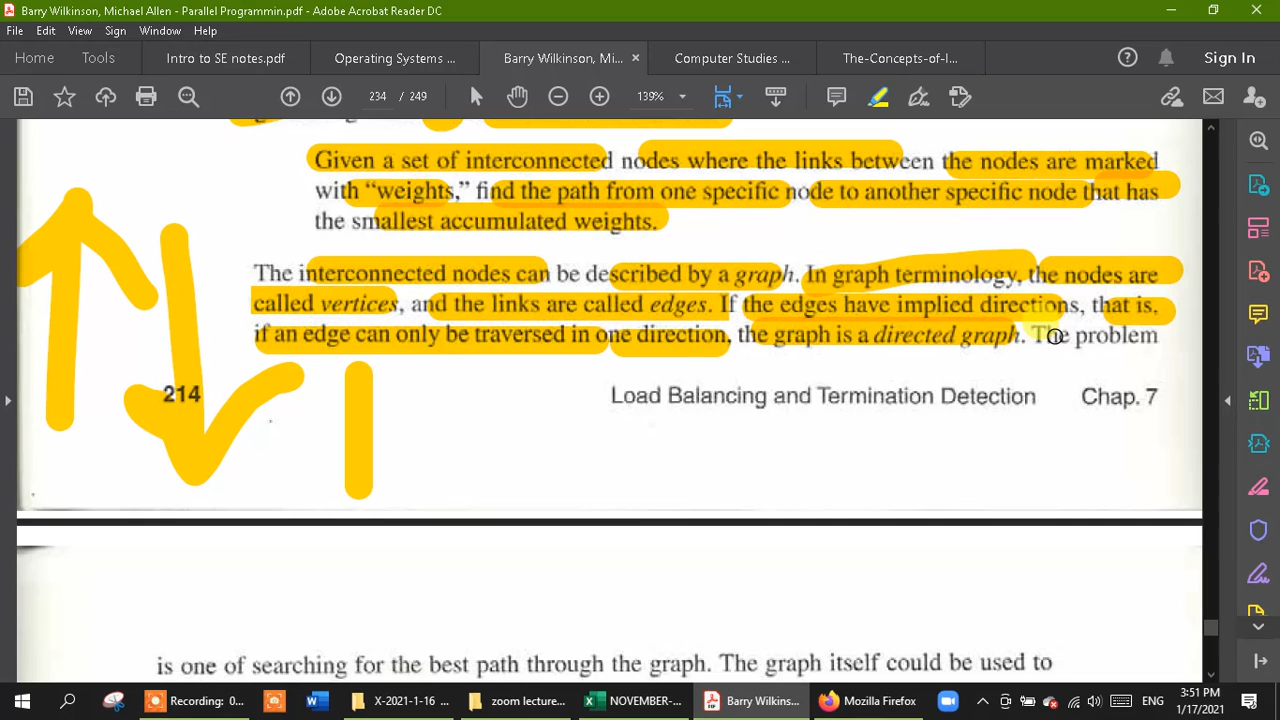 Barry Wilkinson, Michael Allen - Parallel Programmin.pdf - Adobe Acrobat Reader DC
File Edit View Sign Window Help
Home Tools Intro to SE notes.pdf Operating Systems ... Barry Wilkinson, Mi... × Computer Studies ... The-Concepts-of-I... Sign In
234 / 249 139%
Given a set of interconnected nodes where the links between the nodes are marked
with “weights,” find the path from one specific node to another specific node that has
the smallest accumulated weights.
The interconnected nodes can be described by a graph. In graph terminology, the nodes are
called vertices, and the links are called edges. If the edges have implied directions, that is,
if an edge can only be traversed in one direction, the graph is a directed graph. The problem
214 Load Balancing and Termination Detection Chap. 7
is one of searching for the best path through the graph. The graph itself could be used to
Recording: 0... X-2021-1-16 zoom lecture... NOVEMBER-... Barry Wilkins... Mozilla Firefox ENG 3:51 PM
1/17/2021